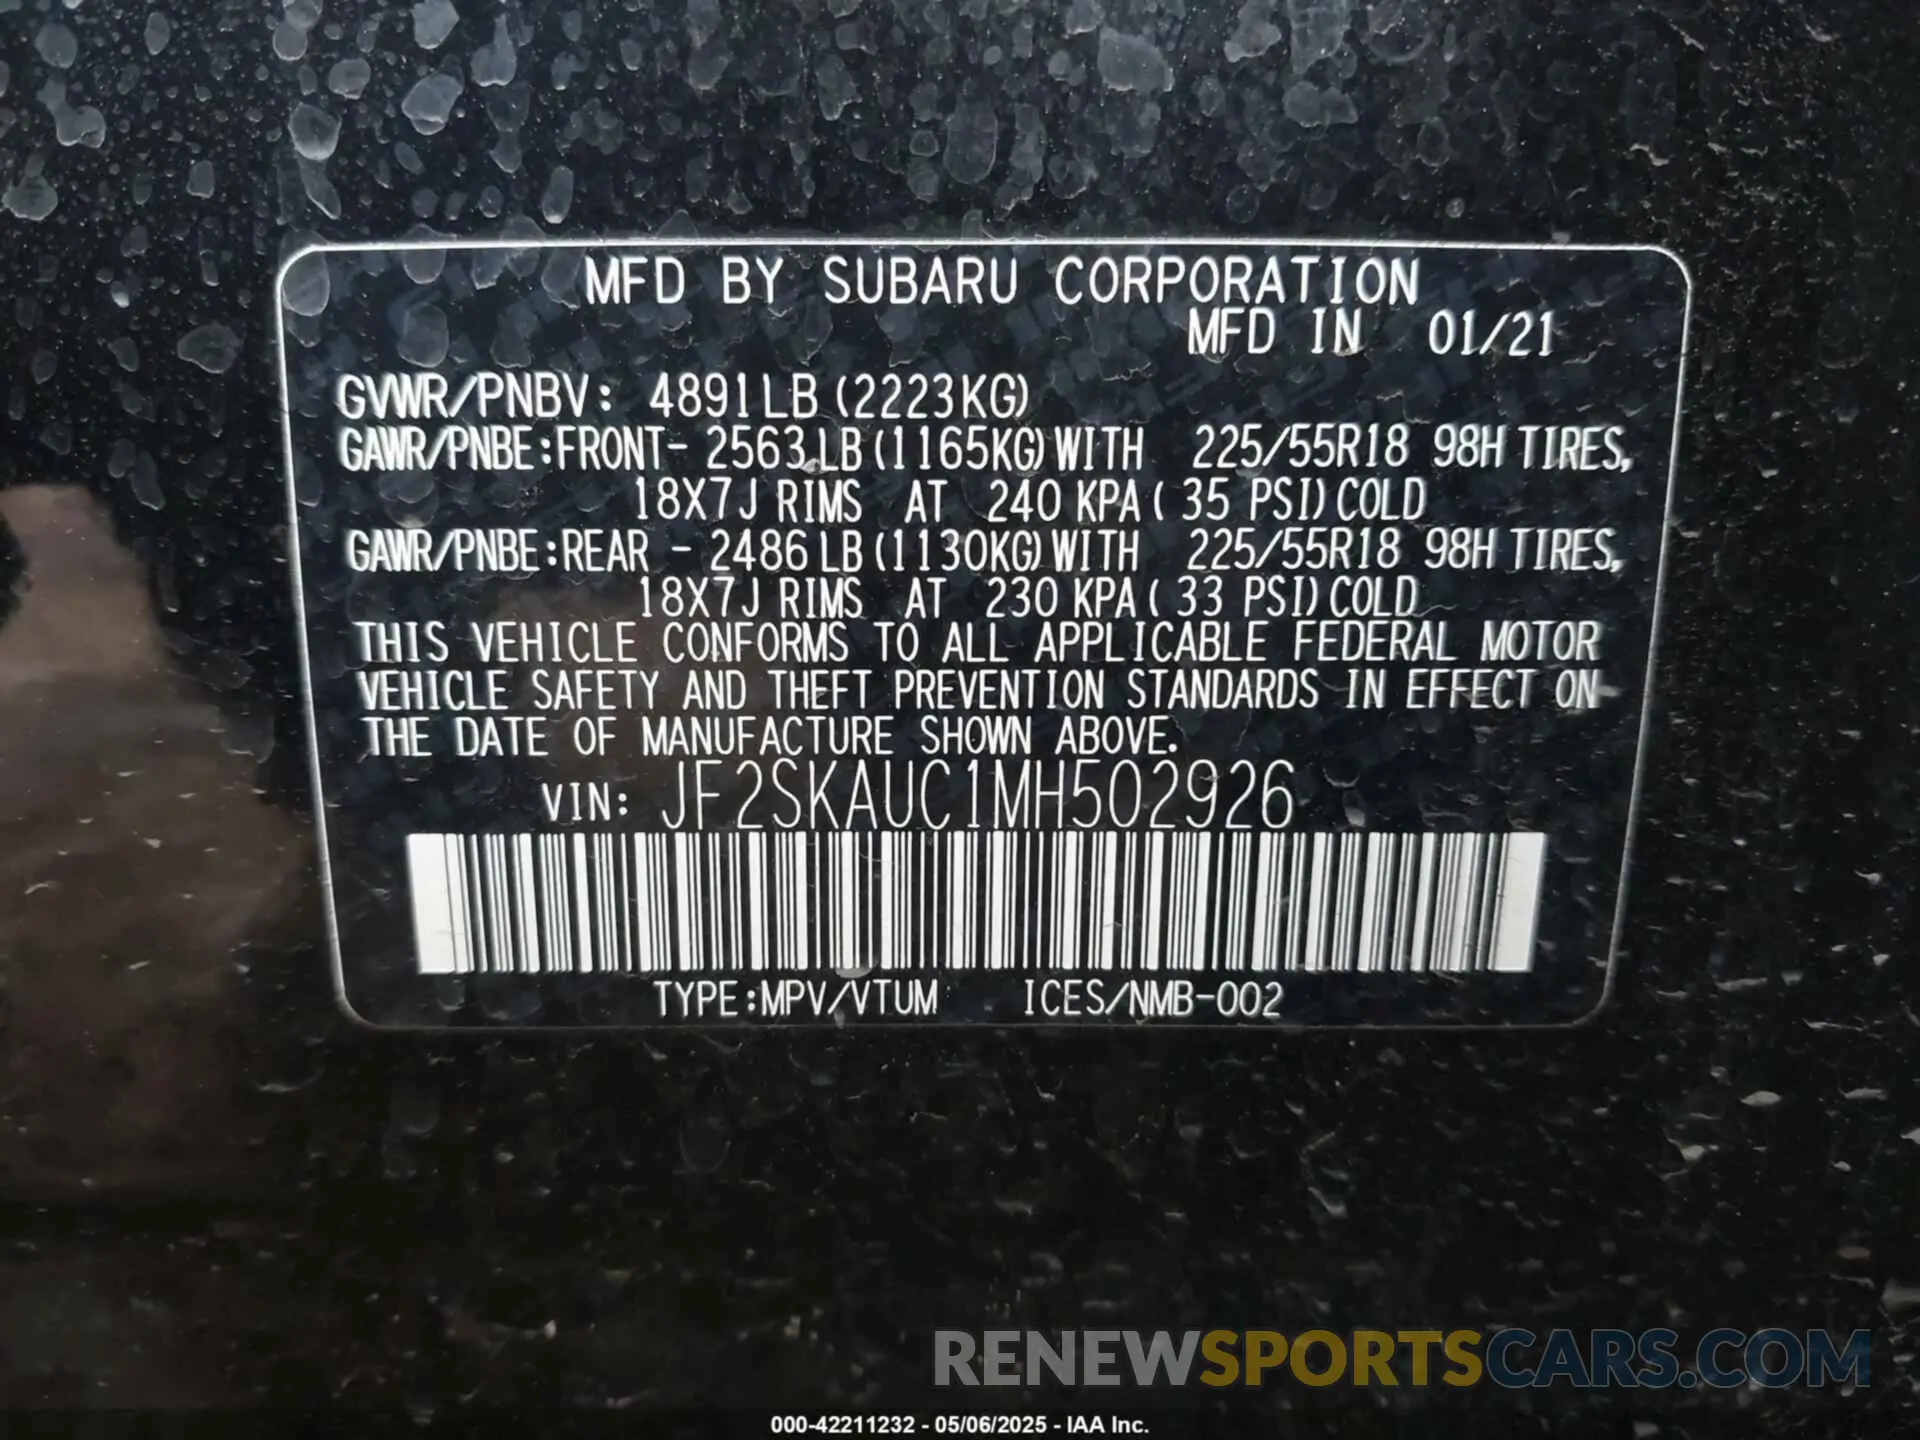 MFD BY SUBARU CORPORATION
MFD IN 01/21
GVWR/PNBV: 4891LB (2223KG)
GAWR/PNBE:FRONT- 2563LB (1165KG) WITH 225/55R18 98H TIRES,
18X7J RIMS AT 240 KPA ( 35 PSI) COLD
GAWR/PNBE:REAR - 2486LB (1130KG) WITH 225/55R18 98H TIRES,
18X7J RIMS AT 230 KPA ( 33 PSI) COLD
THIS VEHICLE CONFORMS TO ALL APPLICABLE FEDERAL MOTOR
VEHICLE SAFETY AND THEFT PREVENTION STANDARDS IN EFFECT ON
THE DATE OF MANUFACTURE SHOWN ABOVE.
VIN: JF2SKAUC1MH502926
TYPE:MPV/VTUM ICES/NMB-002
RENEWSPORTSCARS.COM
000-42211232 - 05/06/2025 - IAA Inc.